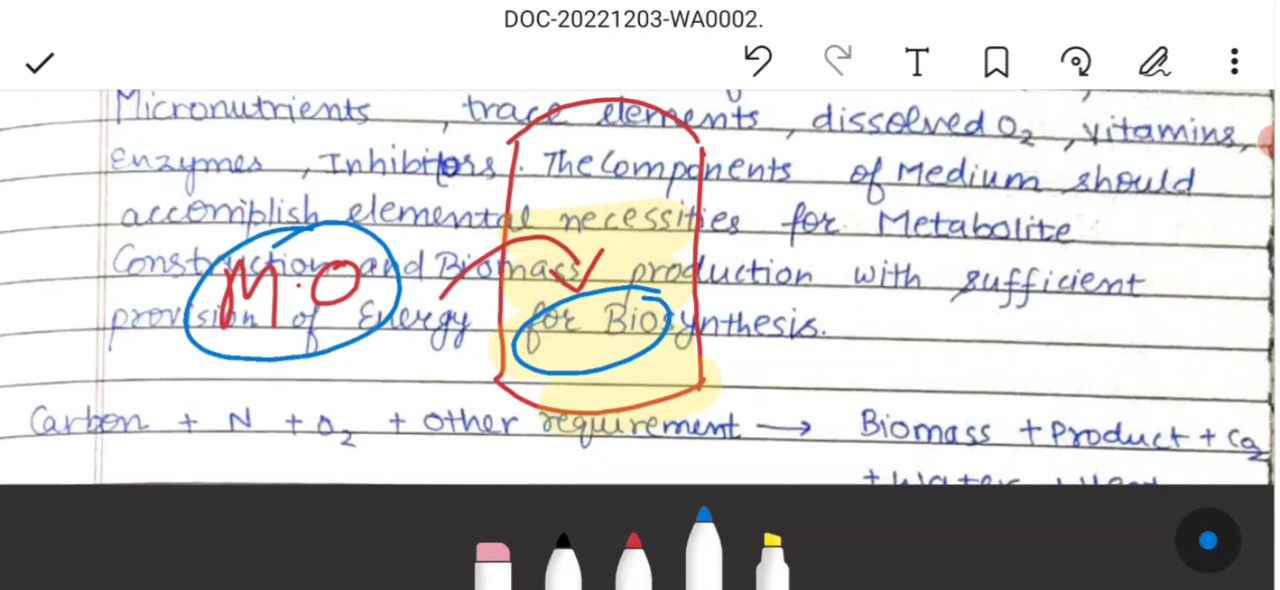 DOC-20221203-WA0002.
Micronutrients , trace elements , dissolved O₂ , vitamins,
Enzymes , Inhibitors . The Components of Medium should
accomplish elemental necessities for Metabolite
Construction and Biomass production with sufficient
M.O
provision of Energy for Biosynthesis.
Carbon + N + O₂ + other requirement → Biomass + Product + CO₂
+ Water + Heat